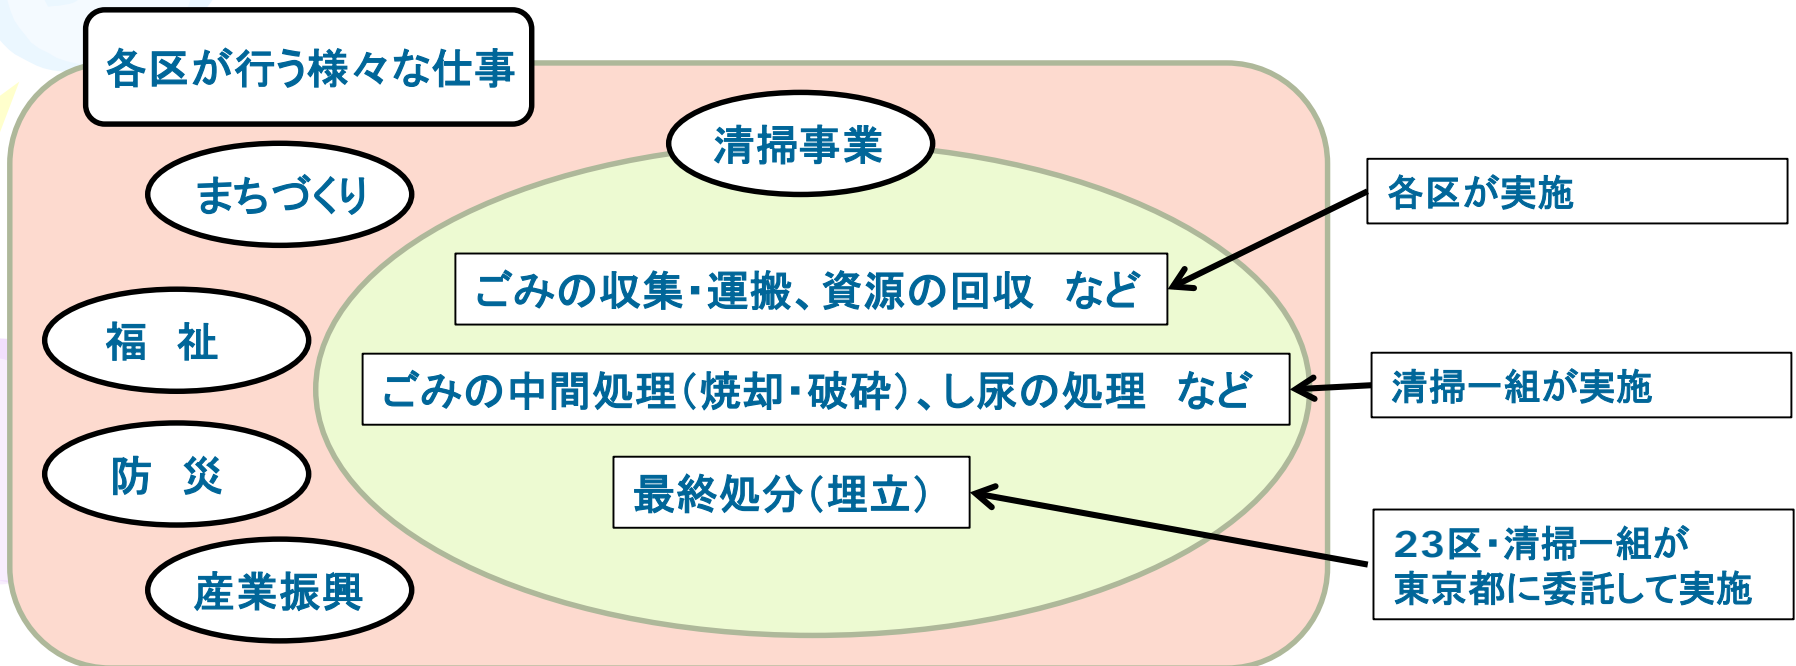 各区が行う様々な仕事
清掃事業
まちづくり
各区が実施
ごみの収集・運搬、資源の回収　など
福　祉
ごみの中間処理（焼却・破砕）、し尿の処理　など
清掃一組が実施
防　災
最終処分（埋立）
23区・清掃一組が
東京都に委託して実施
産業振興